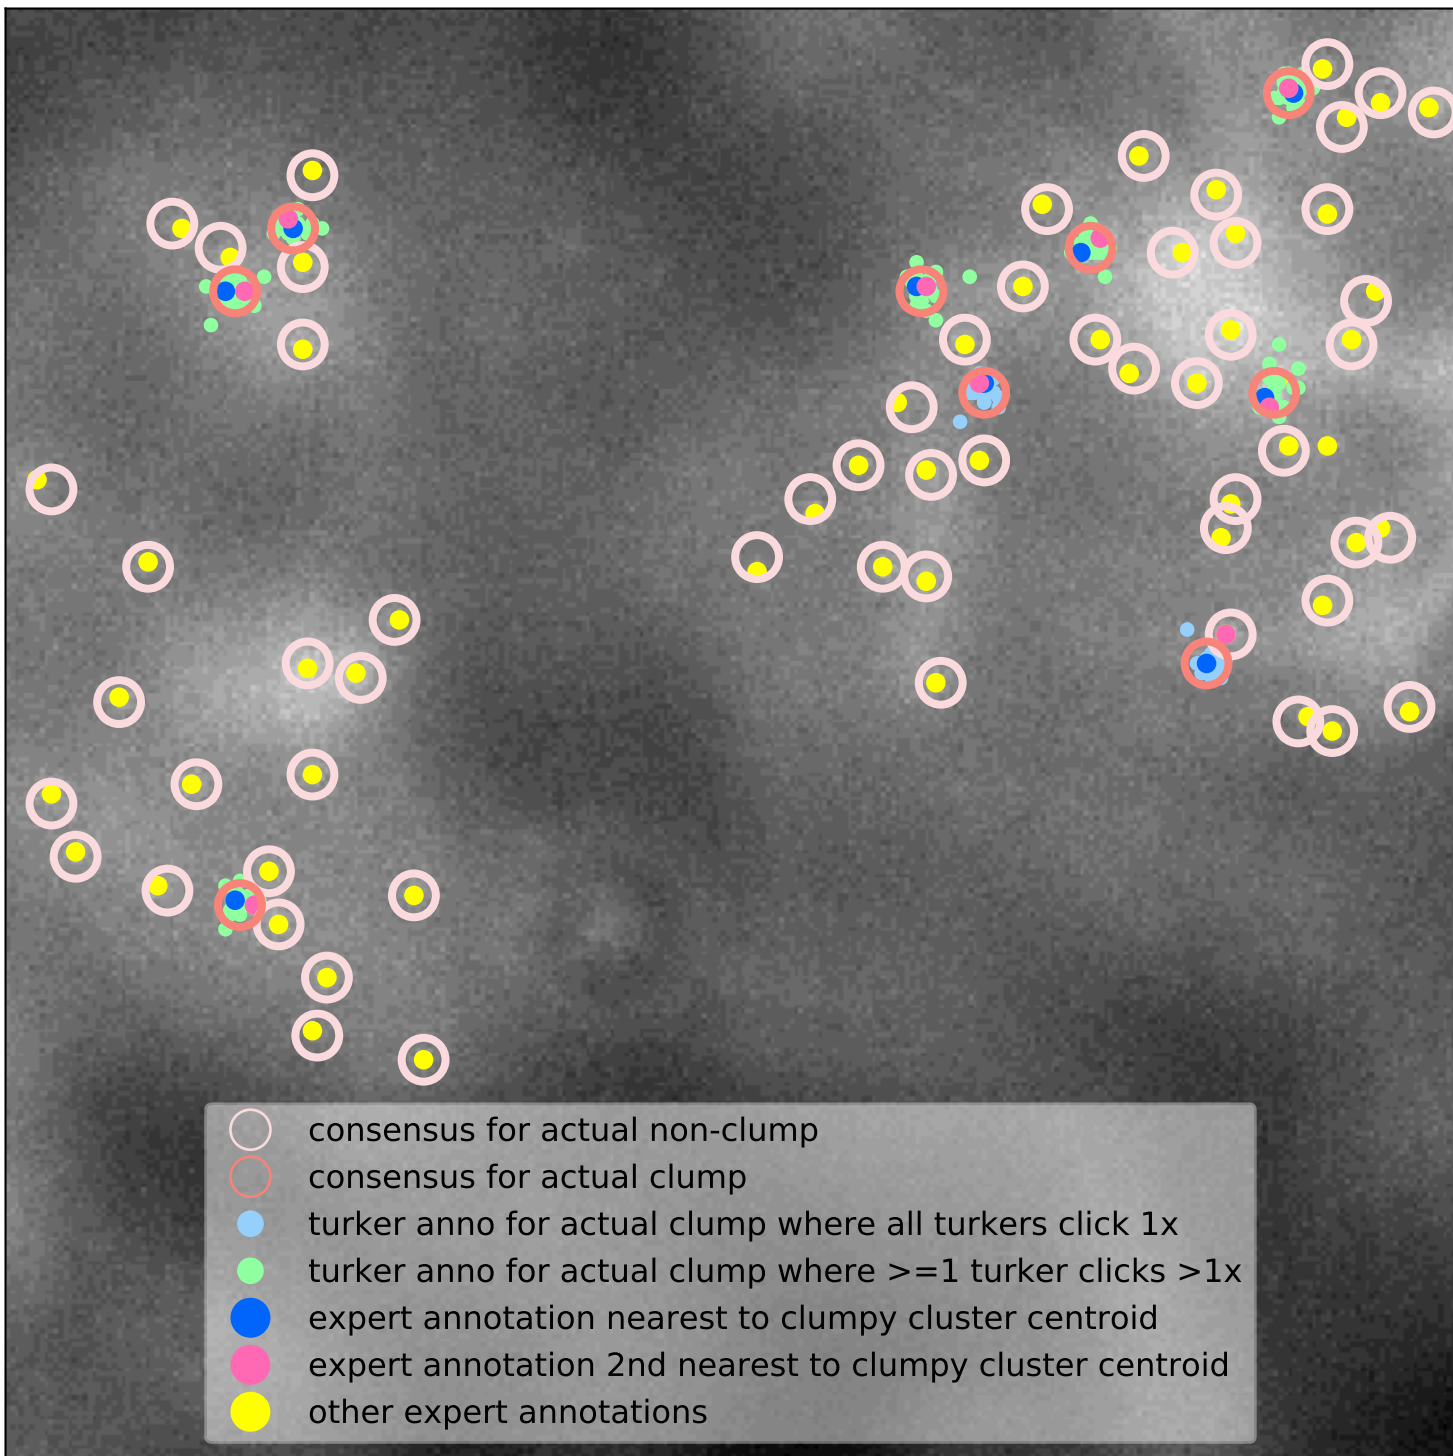 consensus for actual non-clump
consensus for actual clump
turker anno for actual clump where all turkers click 1x
turker anno for actual clump where >=1 turker clicks >1x
expert annotation nearest to clumpy cluster centroid
expert annotation 2nd nearest to clumpy cluster centroid
other expert annotations